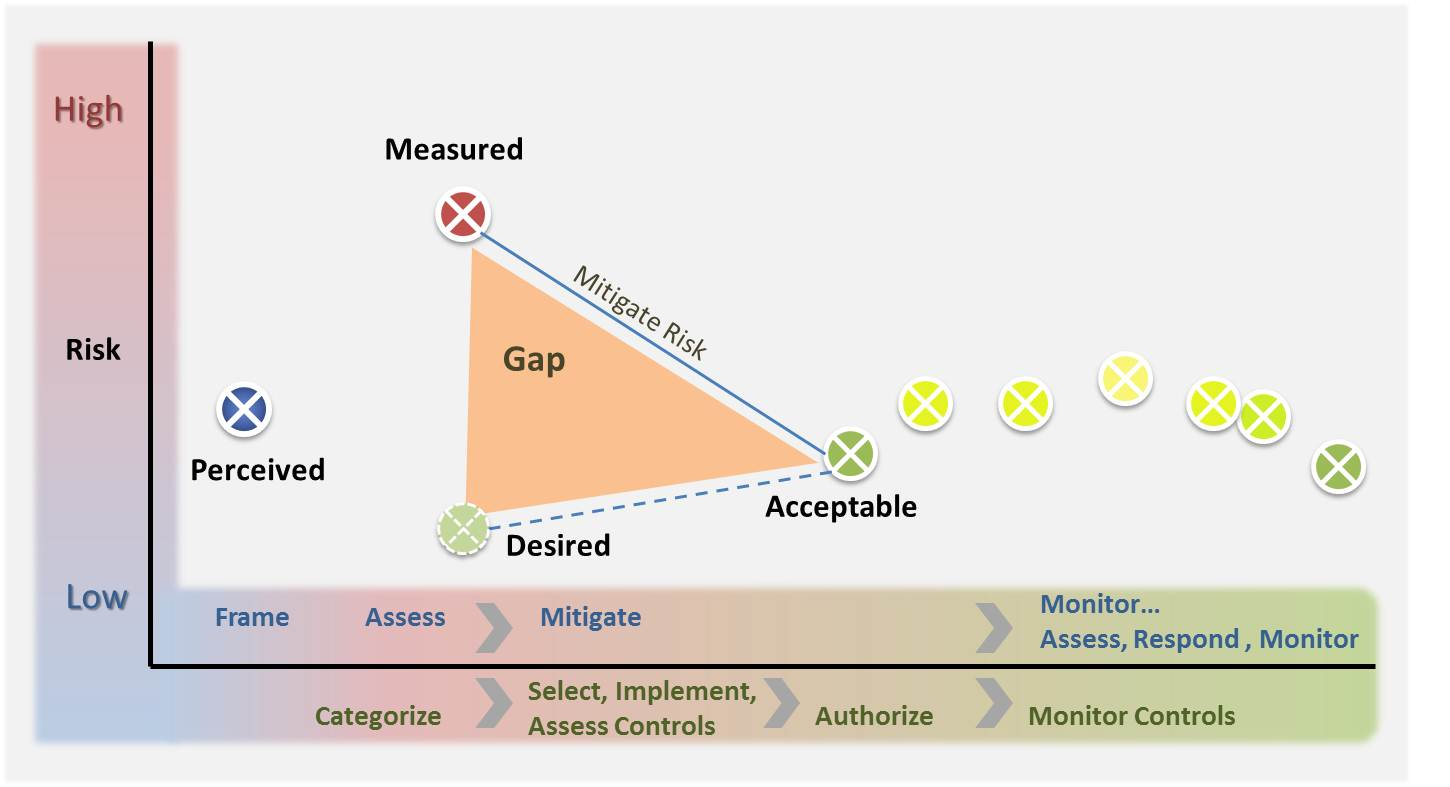 High
Measured
Mitigate Risk
Risk
Gap
Perceived
Acceptable
Desired
Low
Frame
Assess
Mitigate
Monitor...
Assess, Respond , Monitor
Categorize
Select, Implement,
Assess Controls
Authorize
Monitor Controls